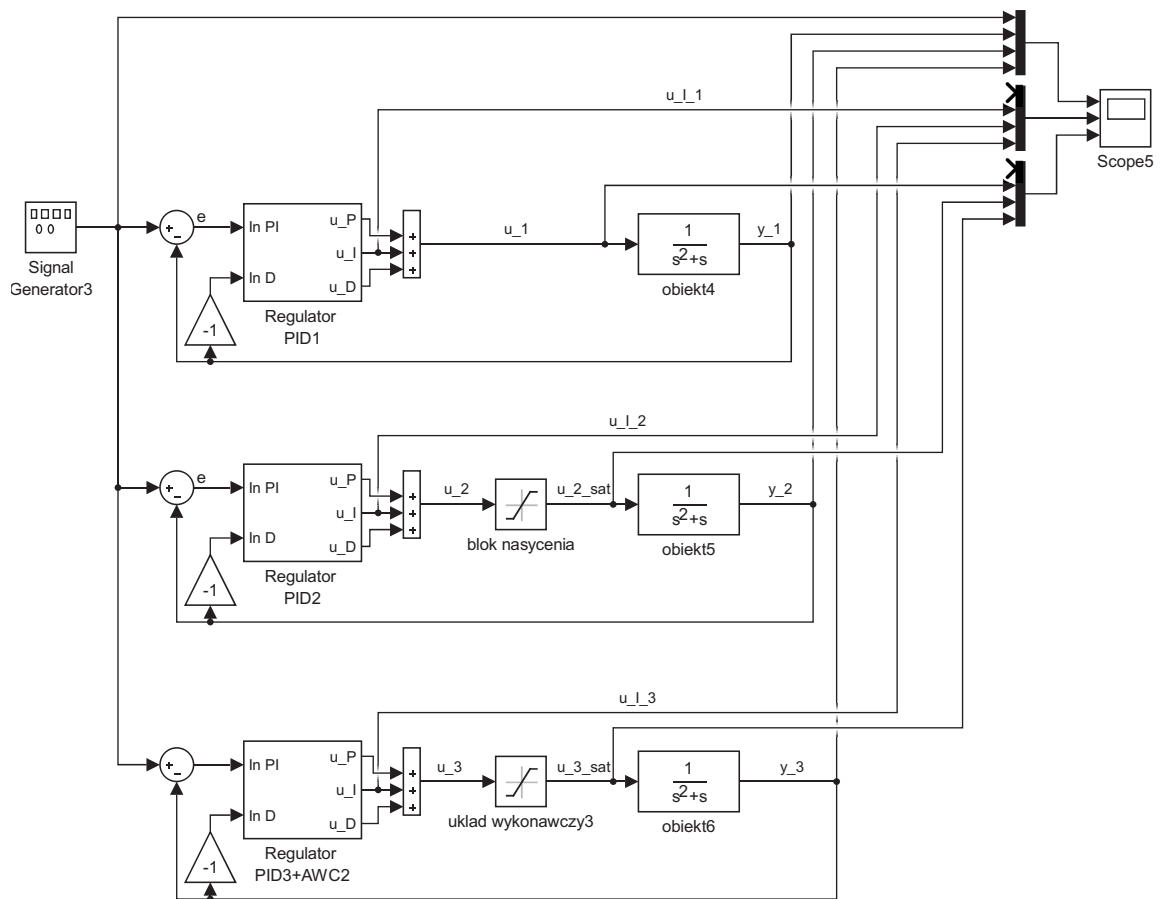 u_I_1
Scope5
Signal
Generator3
+
-
e
In PI
In D
u_P
u_I
u_D
+
+
+
u_1
1
s²+s
y_1
obiekt4
Regulator
PID1
-1
u_I_2
+
-
e
In PI
In D
u_P
u_I
u_D
+
+
+
u_2
blok nasycenia
u_2_sat
1
s²+s
y_2
obiekt5
Regulator
PID2
-1
u_I_3
+
-
In PI
In D
u_P
u_I
u_D
+
+
+
u_3
uklad wykonawczy3
u_3_sat
1
s²+s
y_3
obiekt6
Regulator
PID3+AWC2
-1